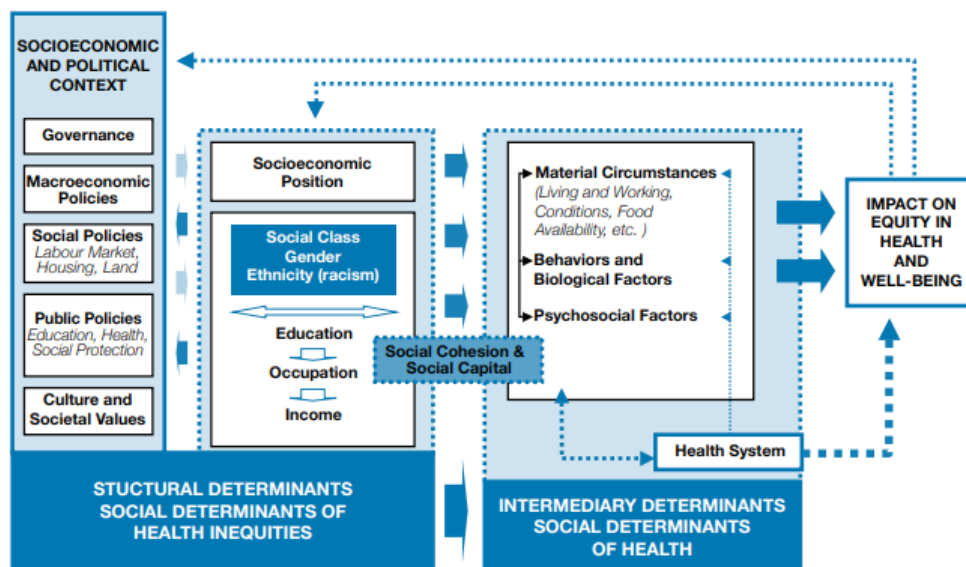 SOCIOECONOMIC
AND POLITICAL
CONTEXT
Governance
Macroeconomic
Policies
Social Policies
Labour Market,
Housing, Land
Public Policies
Education, Health,
Social Protection
Culture and
Societal Values
Socioeconomic
Position
Social Class
Gender
Ethnicity (racism)
Education
Occupation
Income
Social Cohesion &
Social Capital
Material Circumstances
(Living and Working,
Conditions, Food
Availability, etc. )
Behaviors and
Biological Factors
Psychosocial Factors
Health System
IMPACT ON
EQUITY IN
HEALTH
AND
WELL-BEING
STUCTURAL DETERMINANTS
SOCIAL DETERMINANTS OF
HEALTH INEQUITIES
INTERMEDIARY DETERMINANTS
SOCIAL DETERMINANTS
OF HEALTH